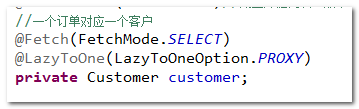 //一个订单对应一个客户
@Fetch(FetchMode.SELECT)
@LazyToOne(LazyToOneOption.PROXY)
private Customer customer;